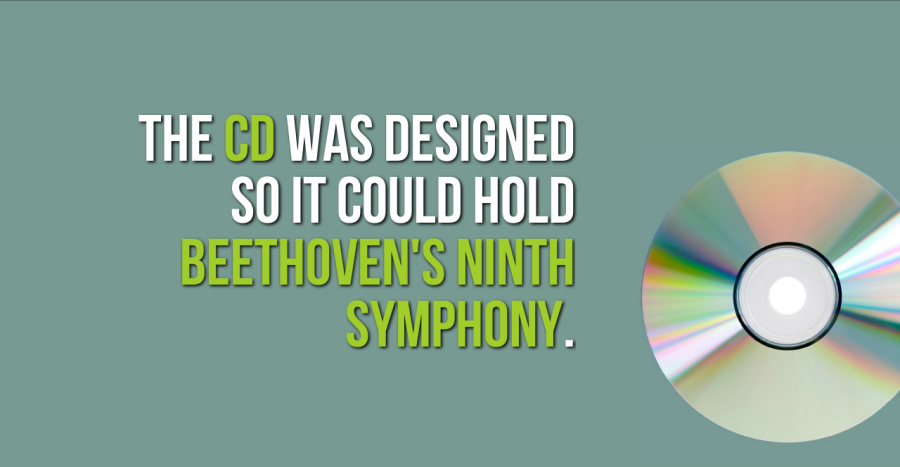 THE CD WAS DESIGNED
SO IT COULD HOLD
BEETHOVEN'S NINTH
SYMPHONY.